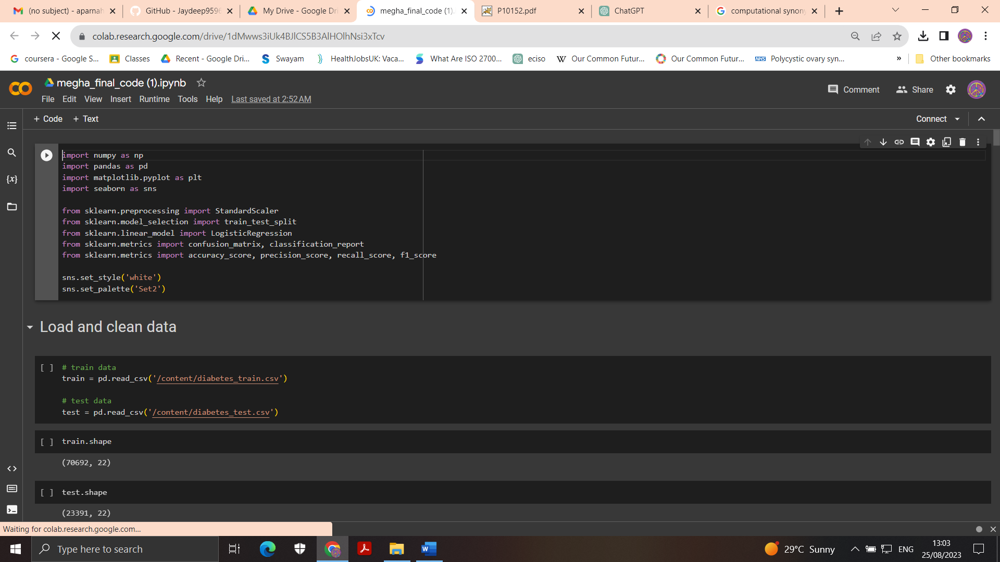 (no subject) - aparnah
GitHub - Jaydeep9596
My Drive - Google Dri
megha_final_code (1).
P10152.pdf
ChatGPT
computational synony
colab.research.google.com/drive/1dMwws3iUk4BJlCS5B3AlHOlhNsi3xTcv
coursera - Google S...
Classes
Recent - Google Dri...
Swayam
HealthJobsUK: Vaca...
What Are ISO 2700...
eciso
Our Common Futur...
Our Common Futur...
NHS
Polycystic ovary syn...
»
Other bookmarks
megha_final_code (1).ipynb
Comment
Share
File Edit View Insert Runtime Tools Help Last saved at 2:52 AM
+ Code + Text
Connect
import numpy as np
import pandas as pd
import matplotlib.pyplot as plt
import seaborn as sns
from sklearn.preprocessing import StandardScaler
from sklearn.model_selection import train_test_split
from sklearn.linear_model import LogisticRegression
from sklearn.metrics import confusion_matrix, classification_report
from sklearn.metrics import accuracy_score, precision_score, recall_score, f1_score
sns.set_style('white')
sns.set_palette('Set2')
Load and clean data
[ ] # train data
train = pd.read_csv('/content/diabetes_train.csv')
# test data
test = pd.read_csv('/content/diabetes_test.csv')
[ ] train.shape
(70692, 22)
[ ] test.shape
(23391, 22)
Waiting for colab.research.google.com...
Type here to search
29°C Sunny
ENG
13:03
25/08/2023